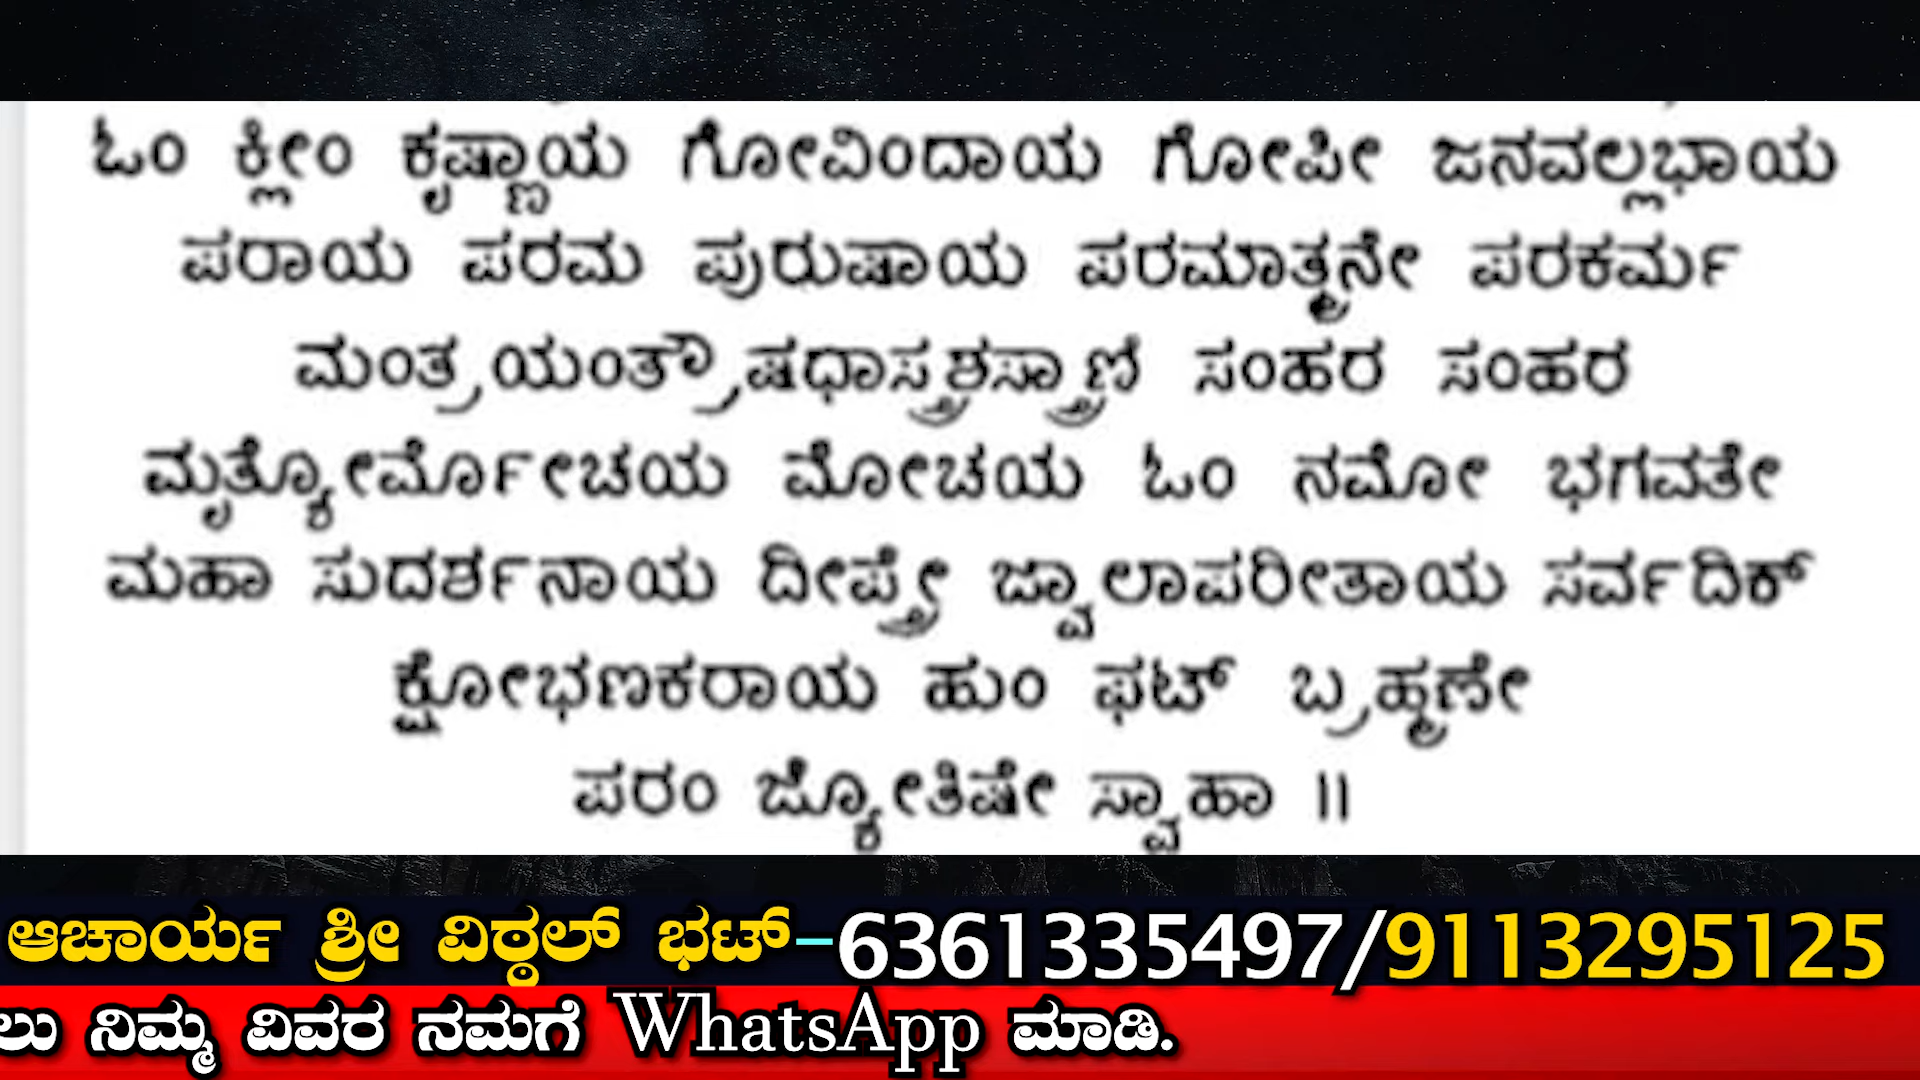 ಓಂ ಕ್ಲೀಂ ಕೃಷ್ಣಾಯ ಗೋವಿಂದಾಯ ಗೋಪೀ ಜನವಲ್ಲಭಾಯ
ಪರಾಯ ಪರಮ ಪುರುಷಾಯ ಪರಮಾತ್ಮನೇ ಪರಕರ್ಮ
ಮಂತ್ರಯಂತ್ರೌಷಧಾಸ್ತ್ರಶಸ್ತ್ರಾಣಿ ಸಂಹರ ಸಂಹರ
ಮೃತ್ಯೋರ್ಮೋಚಯ ಮೋಚಯ ಓಂ ನಮೋ ಭಗವತೇ
ಮಹಾ ಸುದರ್ಶನಾಯ ದೀಪ್ತ್ರೇ ಜ್ವಾಲಾಪರೀತಾಯ ಸರ್ವದಿಕ್
ಕ್ಷೋಭಣಕರಾಯ ಹುಂ ಫಟ್ ಬ್ರಹ್ಮಣೇ
ಪರಂ ಜ್ಯೋತಿಷೇ ಸ್ವಾಹಾ ॥
ಆಚಾರ್ಯ ಶ್ರೀ ವಿಠ್ಠಲ್ ಭಟ್-6361335497/9113295125
ಲು ನಿಮ್ಮ ವಿವರ ನಮಗೆ WhatsApp ಮಾಡಿ.